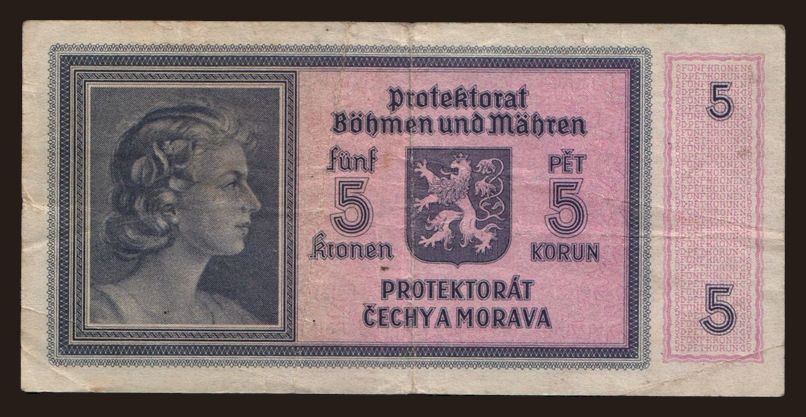 Protektorat
Böhmen und Mähren
fünf PĚT
5 5
Kronen KORUN
PROTEKTORÁT
ČECHY A MORAVA
5
5